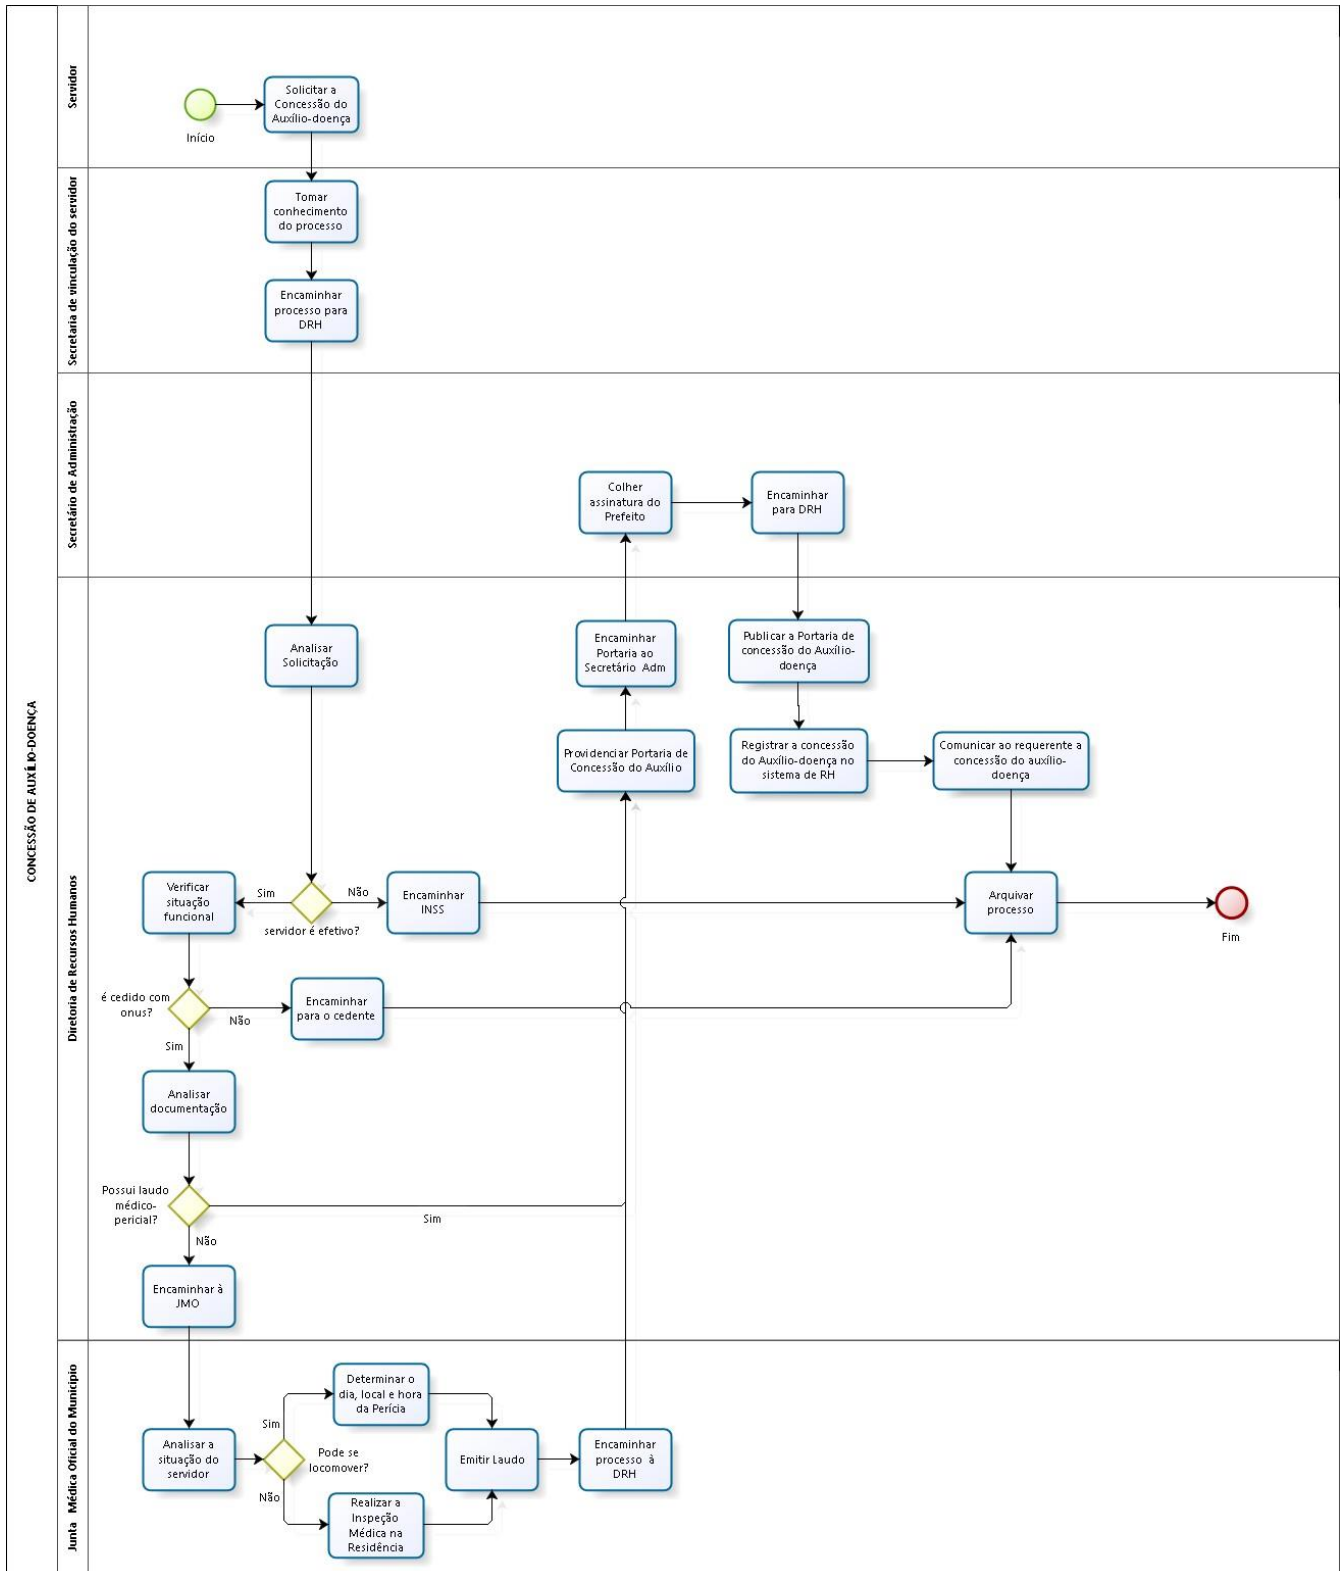 CONCESSÃO DE AUXÍLIO-DOENÇA
Servidor
Início
Solicitar a
Concessão do
Auxílio-doença
Secretaria de vinculação do servidor
Tomar
conhecimento
do processo
Encaminhar
processo para
DRH
Secretário de Administração
Colher
assinatura do
Prefeito
Encaminhar
para DRH
Diretoria de Recursos Humanos
Analisar
Solicitação
Encaminhar
Portaria ao
Secretário Adm
Publicar a Portaria de
concessão do Auxílio-
doença
Providenciar Portaria de
Concessão do Auxílio
Registrar a concessão
do Auxílio-doença no
sistema de RH
Comunicar ao requerente a
concessão do auxílio-
doença
Verificar
situação
funcional
Sim
Não
servidor é efetivo?
Encaminhar
INSS
Arquivar
processo
Fim
é cedido com
onus?
Não
Sim
Encaminhar
para o cedente
Analisar
documentação
Possui laudo
médico-
pericial?
Sim
Não
Encaminhar à
JMO
Junta Médica Oficial do Município
Analisar a
situação do
servidor
Sim
Pode se
locomover?
Não
Determinar o
dia, local e hora
da Perícia
Realizar a
Inspeção
Médica na
Residência
Emitir Laudo
Encaminhar
processo à
DRH